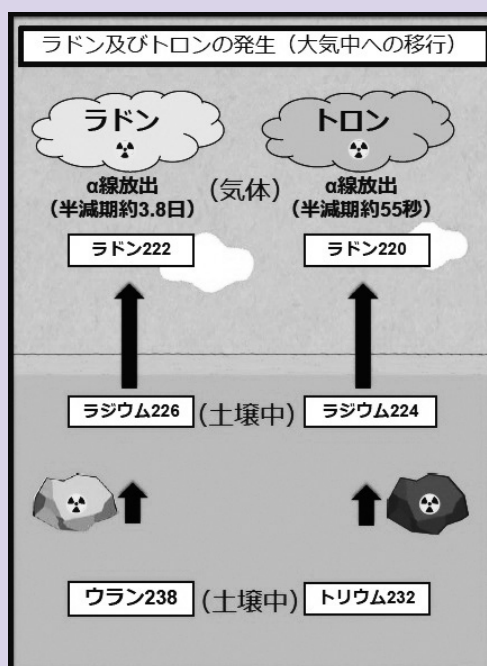 ラドン及びトロンの発生（大気中への移行）
ラドン
トロン
α線放出
（半減期約3.8日）
（気体）
α線放出
（半減期約55秒）
ラドン222
ラドン220
ラジウム226
（土壌中）
ラジウム224
ウラン238
（土壌中）
トリウム232